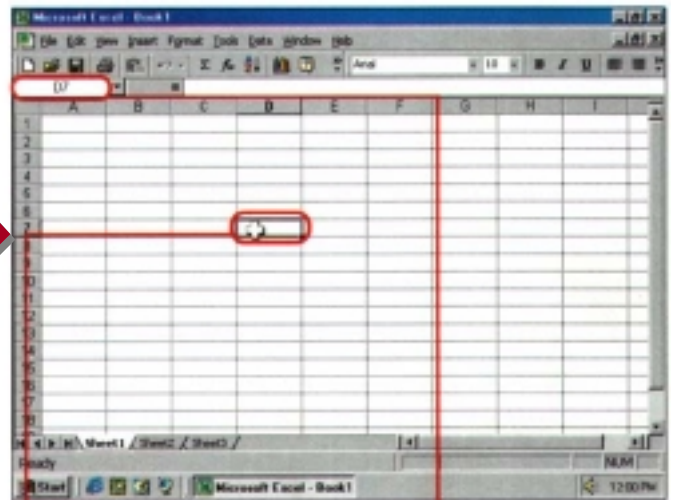 Microsoft Excel - Book1
File Edit View Insert Format Tools Data Window Help
Arial 10 B I U
D7
A B C D E F G H I
1
2
3
4
5
6
7
8
9
10
11
12
13
14
15
16
17
18
Sheet1 Sheet2 Sheet3
Ready NUM
Start Microsoft Excel - Book1 12:00 PM